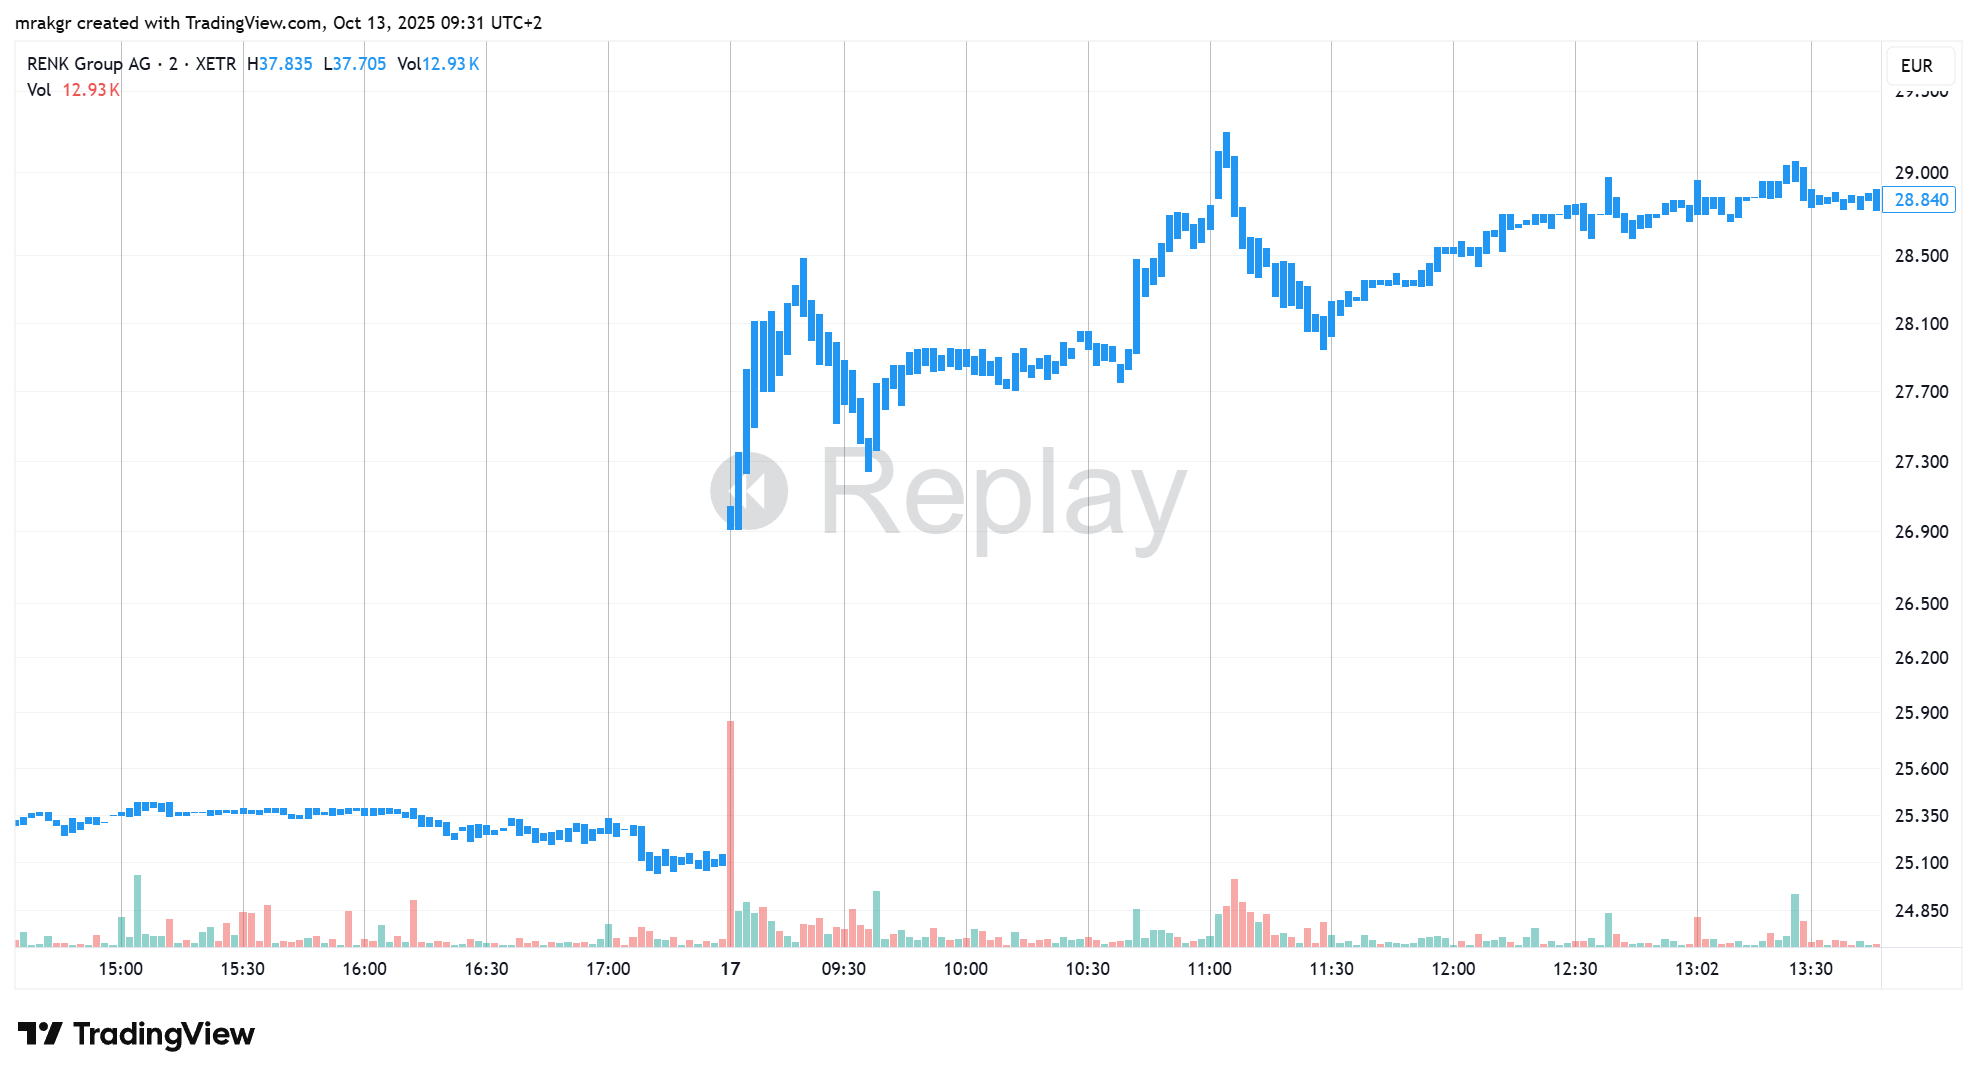 mrakgr created with TradingView.com, Oct 13, 2025 09:31 UTC+2
RENK Group AG · 2 · XETR H37.835 L37.705 Vol12.93 K
Vol 12.93 K
EUR
29.500
29.000
28.840
28.500
28.100
27.700
27.300
26.900
26.500
26.200
25.900
25.600
25.350
25.100
24.850
Replay
15:00 15:30 16:00 16:30 17:00 17 09:30 10:00 10:30 11:00 11:30 12:00 12:30 13:02 13:30
TradingView